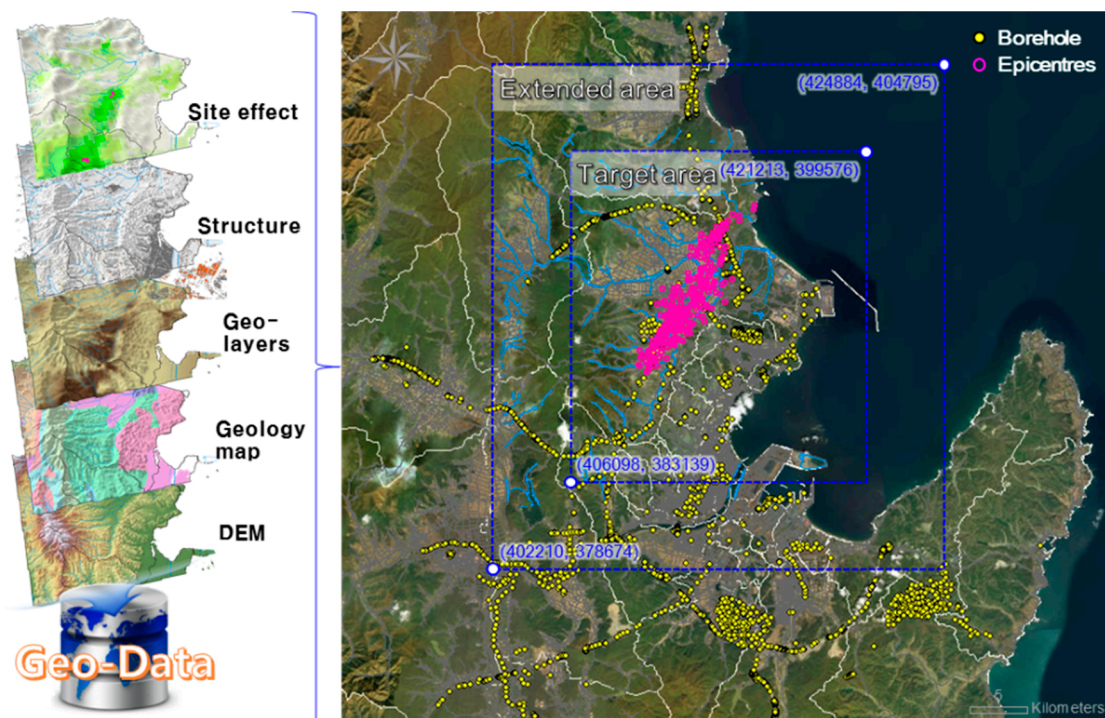 Site effect
Structure
Geo-
layers
Geology
map
DEM
Geo-Data
Borehole
Epicentres
(424884, 404795)
Extended area
(421213, 399576)
Target area
(406098, 383139)
(402210, 378674)
5
Kilometers